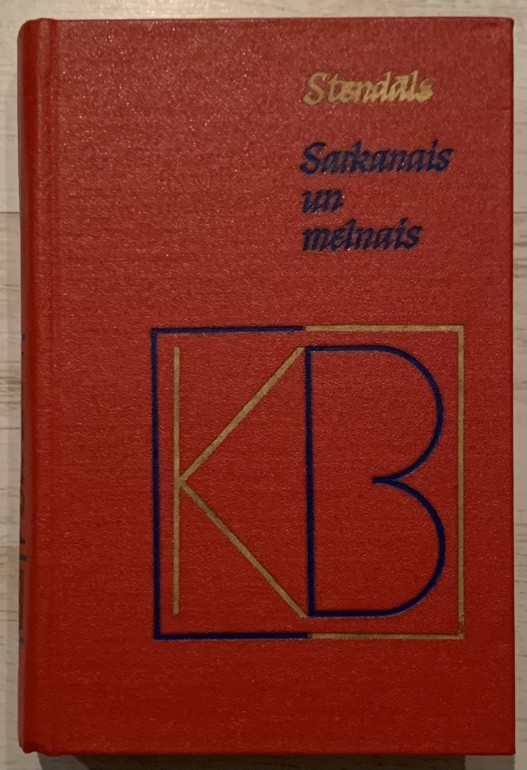 Stendāls
Sarkanais
un
melnais
KB